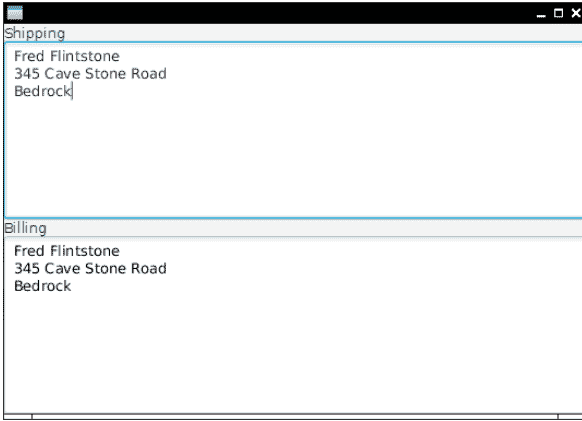 Shipping
Fred Flintstone
345 Cave Stone Road
Bedrock
Billing
Fred Flintstone
345 Cave Stone Road
Bedrock